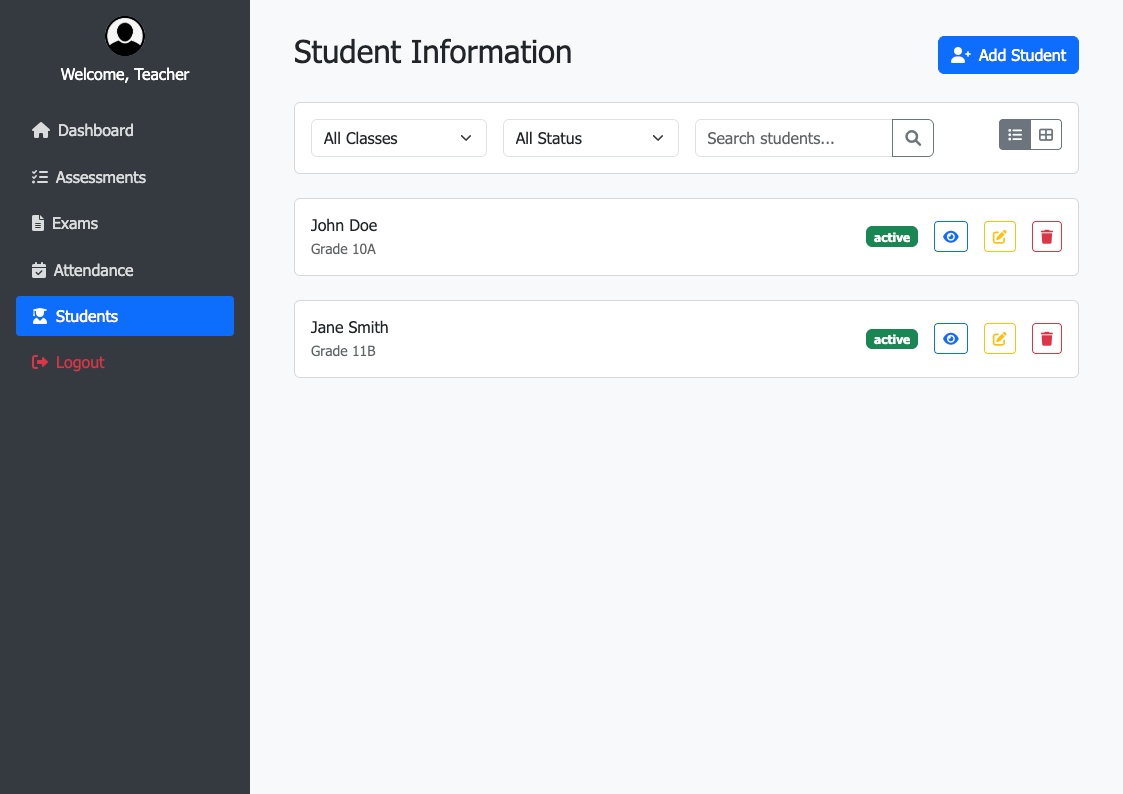 Welcome, Teacher
Dashboard
Assessments
Exams
Attendance
Students
Logout
Student Information
Add Student
All Classes
All Status
Search students...
John Doe
Grade 10A
active
Jane Smith
Grade 11B
active